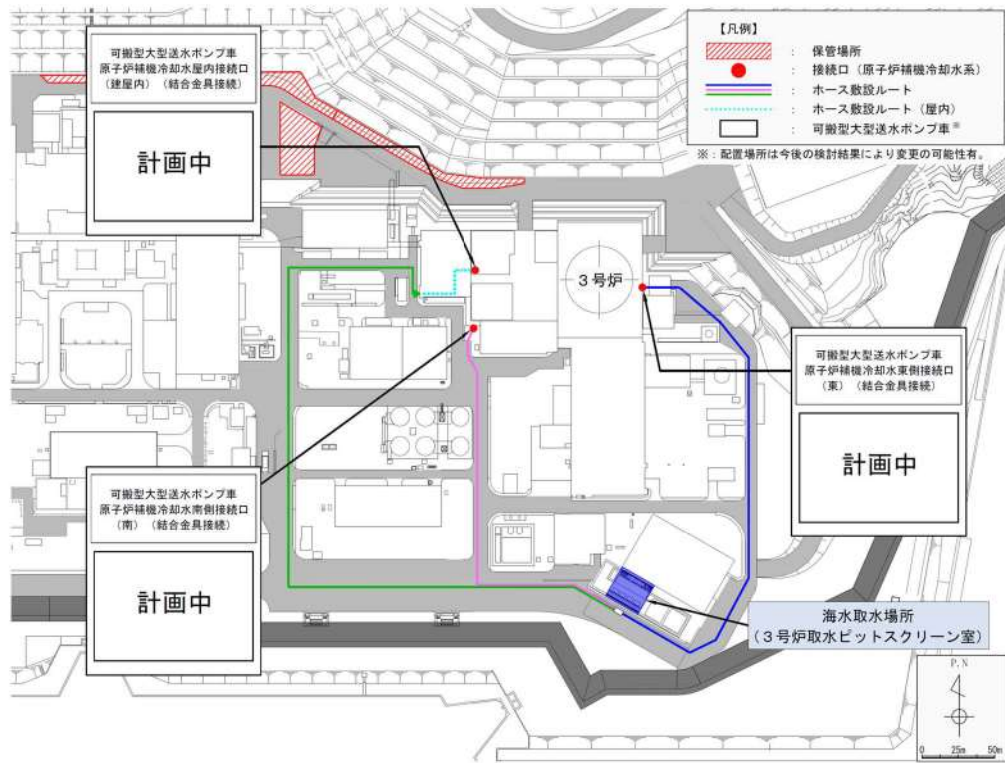 可搬型大型送水ポンプ車
原子炉補機冷却水屋内接続口
(建屋内)(結合金具接続)
計画中
【凡例】
: 保管場所
: 接続口(原子炉補機冷却水系)
: ホース敷設ルート
: ホース敷設ルート(屋内)
: 可搬型大型送水ポンプ車※
※:配置場所は今後の検討結果により変更の可能性有。
3号炉
可搬型大型送水ポンプ車
原子炉補機冷却水東側接続口
(東)(結合金具接続)
計画中
可搬型大型送水ポンプ車
原子炉補機冷却水南側接続口
(南)(結合金具接続)
計画中
海水取水場所
(3号炉取水ピットスクリーン室)
P.N
0 25m 50m